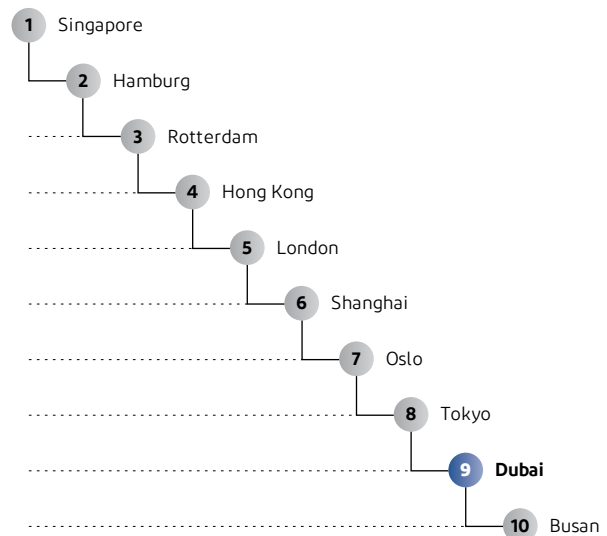 1 Singapore
2 Hamburg
3 Rotterdam
4 Hong Kong
5 London
6 Shanghai
7 Oslo
8 Tokyo
9 Dubai
10 Busan